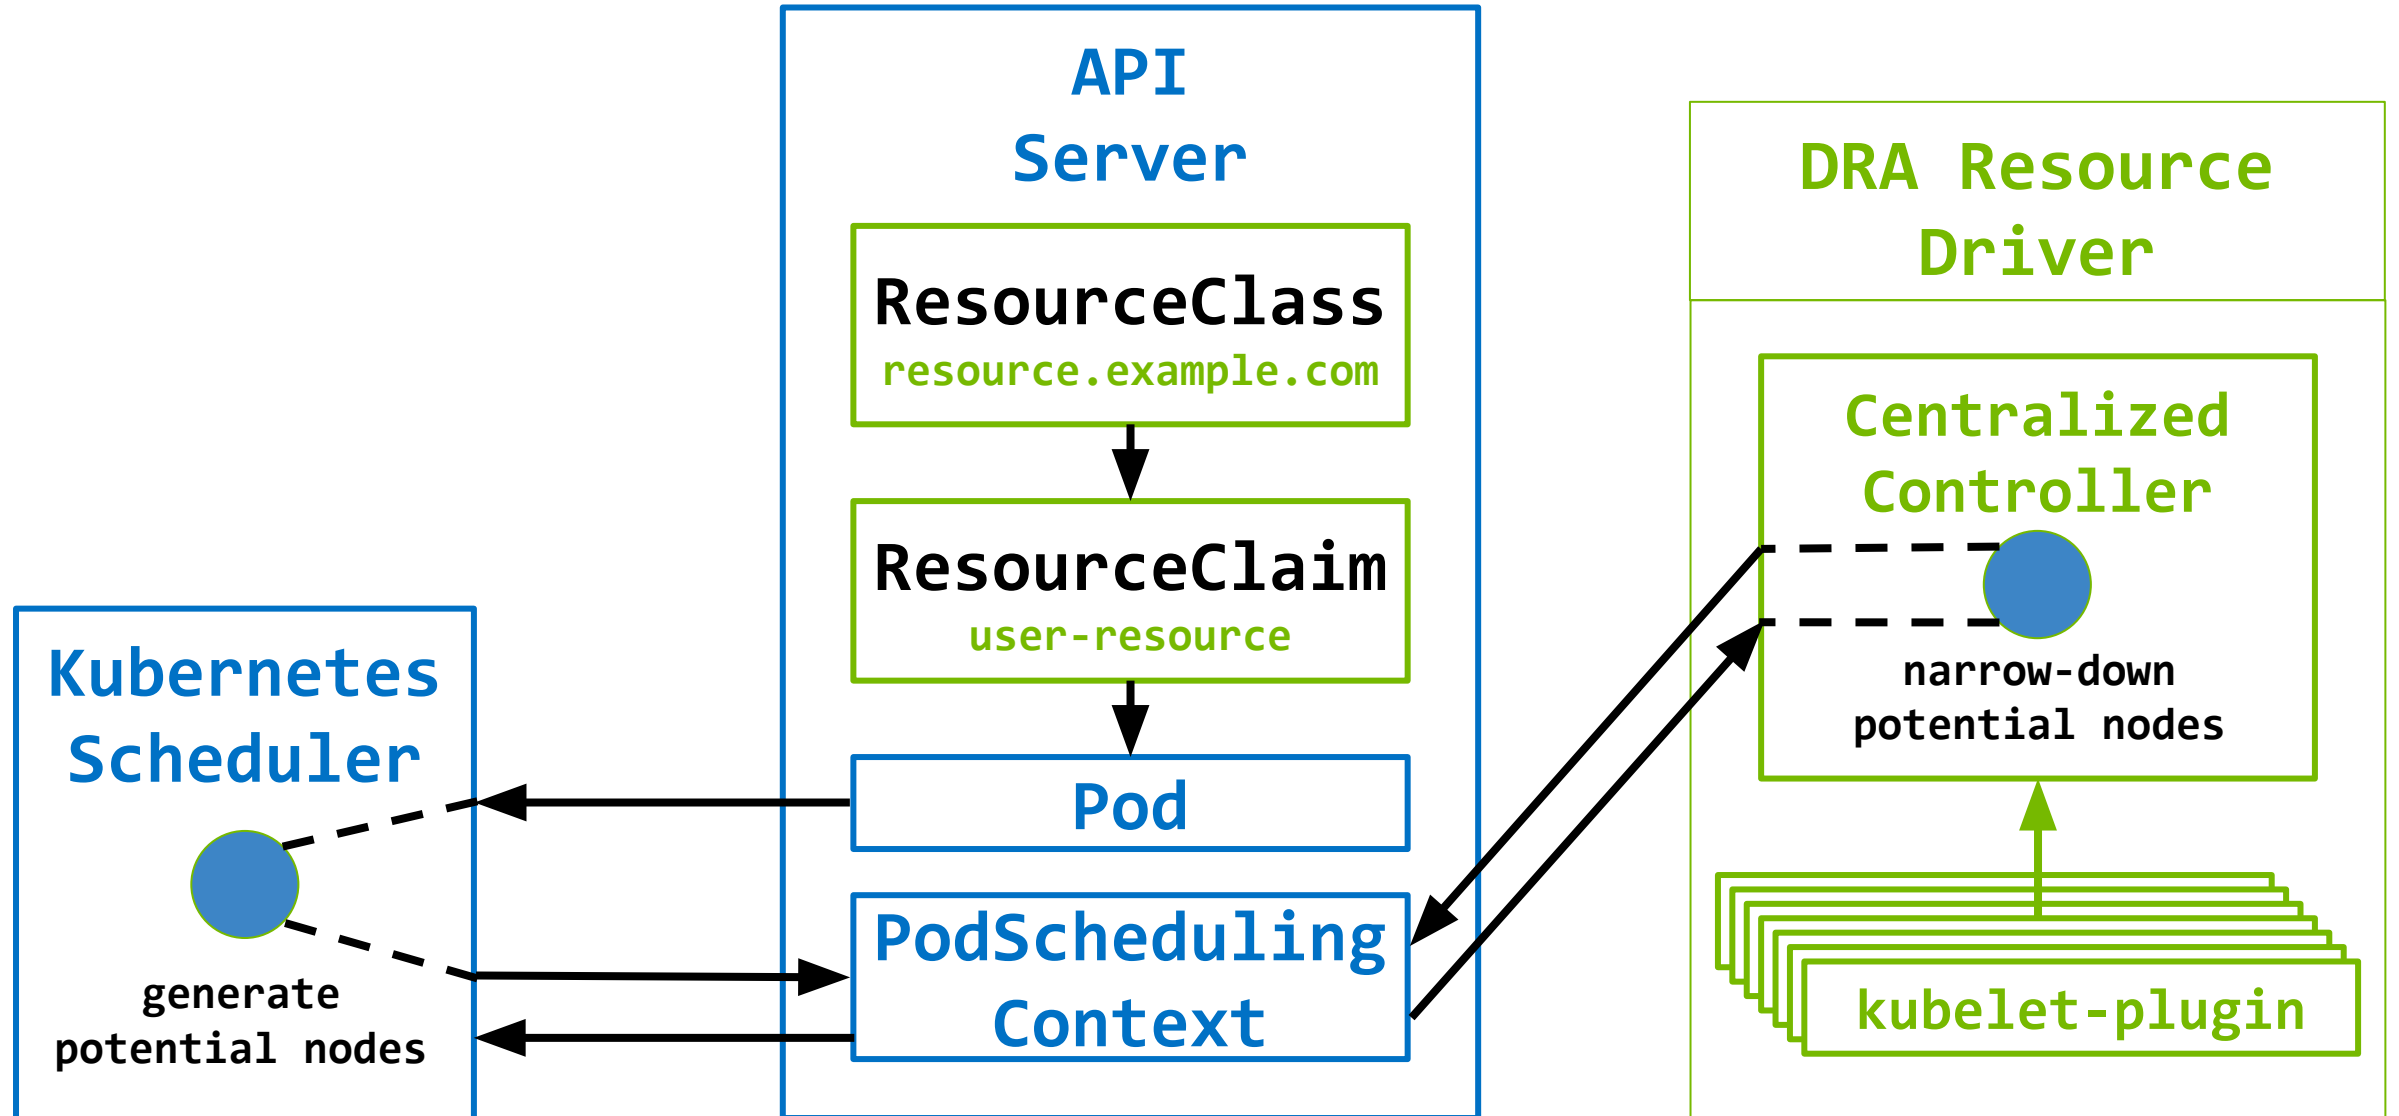 API
Server
ResourceClass
resource.example.com
ResourceClaim
user-resource
Pod
PodScheduling
Context
Kubernetes
Scheduler
generate
potential nodes
DRA Resource
Driver
Centralized
Controller
narrow-down
potential nodes
kubelet-plugin